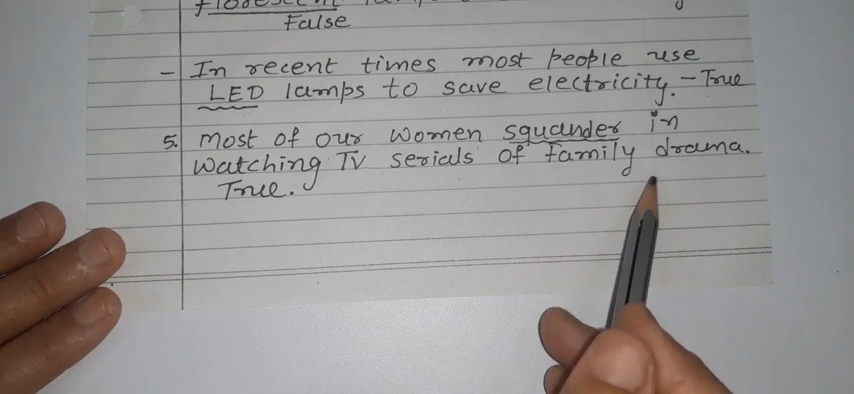 False
- In recent times most people use
LED lamps to save electricity. - True
5. Most of our women squander in
watching TV serials of family drama.
True.